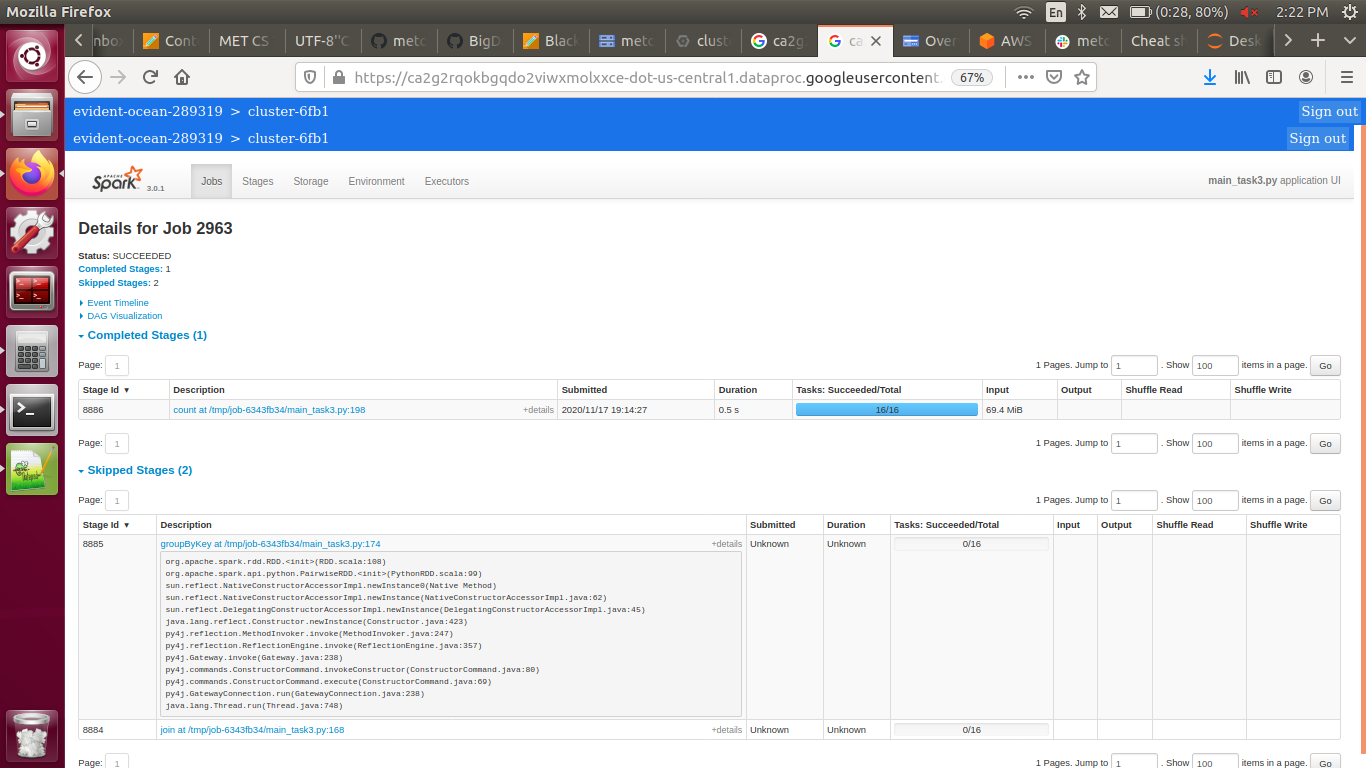 Mozilla Firefox
En (0:28, 80%) 2:22 PM
nbox Cont MET CS UTF-8''C metc BigD Black metc clust ca2g ca Over AWS metc Cheat sh Desk
https://ca2g2rqokbgqdo2viwxmolxxce-dot-us-central1.dataproc.googleusercontent. 67%
evident-ocean-289319 > cluster-6fb1 Sign out
evident-ocean-289319 > cluster-6fb1 Sign out
APACHE Spark 3.0.1 Jobs Stages Storage Environment Executors main_task3.py application UI
Details for Job 2963
Status: SUCCEEDED
Completed Stages: 1
Skipped Stages: 2
Event Timeline
DAG Visualization
Completed Stages (1)
Page: 1 1 Pages. Jump to 1 . Show 100 items in a page. Go
Stage Id ▼ Description Submitted Duration Tasks: Succeeded/Total Input Output Shuffle Read Shuffle Write
8886 count at /tmp/job-6343fb34/main_task3.py:198 +details 2020/11/17 19:14:27 0.5 s 16/16 69.4 MiB
Page: 1 1 Pages. Jump to 1 . Show 100 items in a page. Go
Skipped Stages (2)
Page: 1 1 Pages. Jump to 1 . Show 100 items in a page. Go
Stage Id ▼ Description Submitted Duration Tasks: Succeeded/Total Input Output Shuffle Read Shuffle Write
8885 groupByKey at /tmp/job-6343fb34/main_task3.py:174 +details Unknown Unknown 0/16
org.apache.spark.rdd.RDD.<init>(RDD.scala:108)
org.apache.spark.api.python.PairwiseRDD.<init>(PythonRDD.scala:99)
sun.reflect.NativeConstructorAccessorImpl.newInstance0(Native Method)
sun.reflect.NativeConstructorAccessorImpl.newInstance(NativeConstructorAccessorImpl.java:62)
sun.reflect.DelegatingConstructorAccessorImpl.newInstance(DelegatingConstructorAccessorImpl.java:45)
java.lang.reflect.Constructor.newInstance(Constructor.java:423)
py4j.reflection.MethodInvoker.invoke(MethodInvoker.java:247)
py4j.reflection.ReflectionEngine.invoke(ReflectionEngine.java:357)
py4j.Gateway.invoke(Gateway.java:238)
py4j.commands.ConstructorCommand.invokeConstructor(ConstructorCommand.java:80)
py4j.commands.ConstructorCommand.execute(ConstructorCommand.java:69)
py4j.GatewayConnection.run(GatewayConnection.java:238)
java.lang.Thread.run(Thread.java:748)
8884 join at /tmp/job-6343fb34/main_task3.py:168 +details Unknown Unknown 0/16
Page: 1 1 Pages. Jump to 1 . Show 100 items in a page. Go